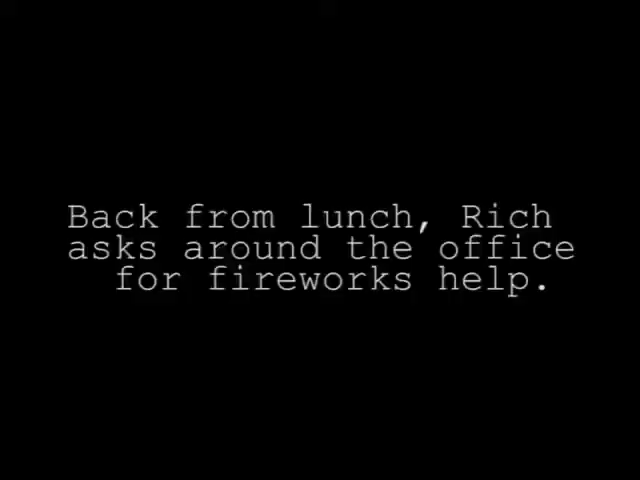 Back from lunch, Rich
asks around the office
for fireworks help.